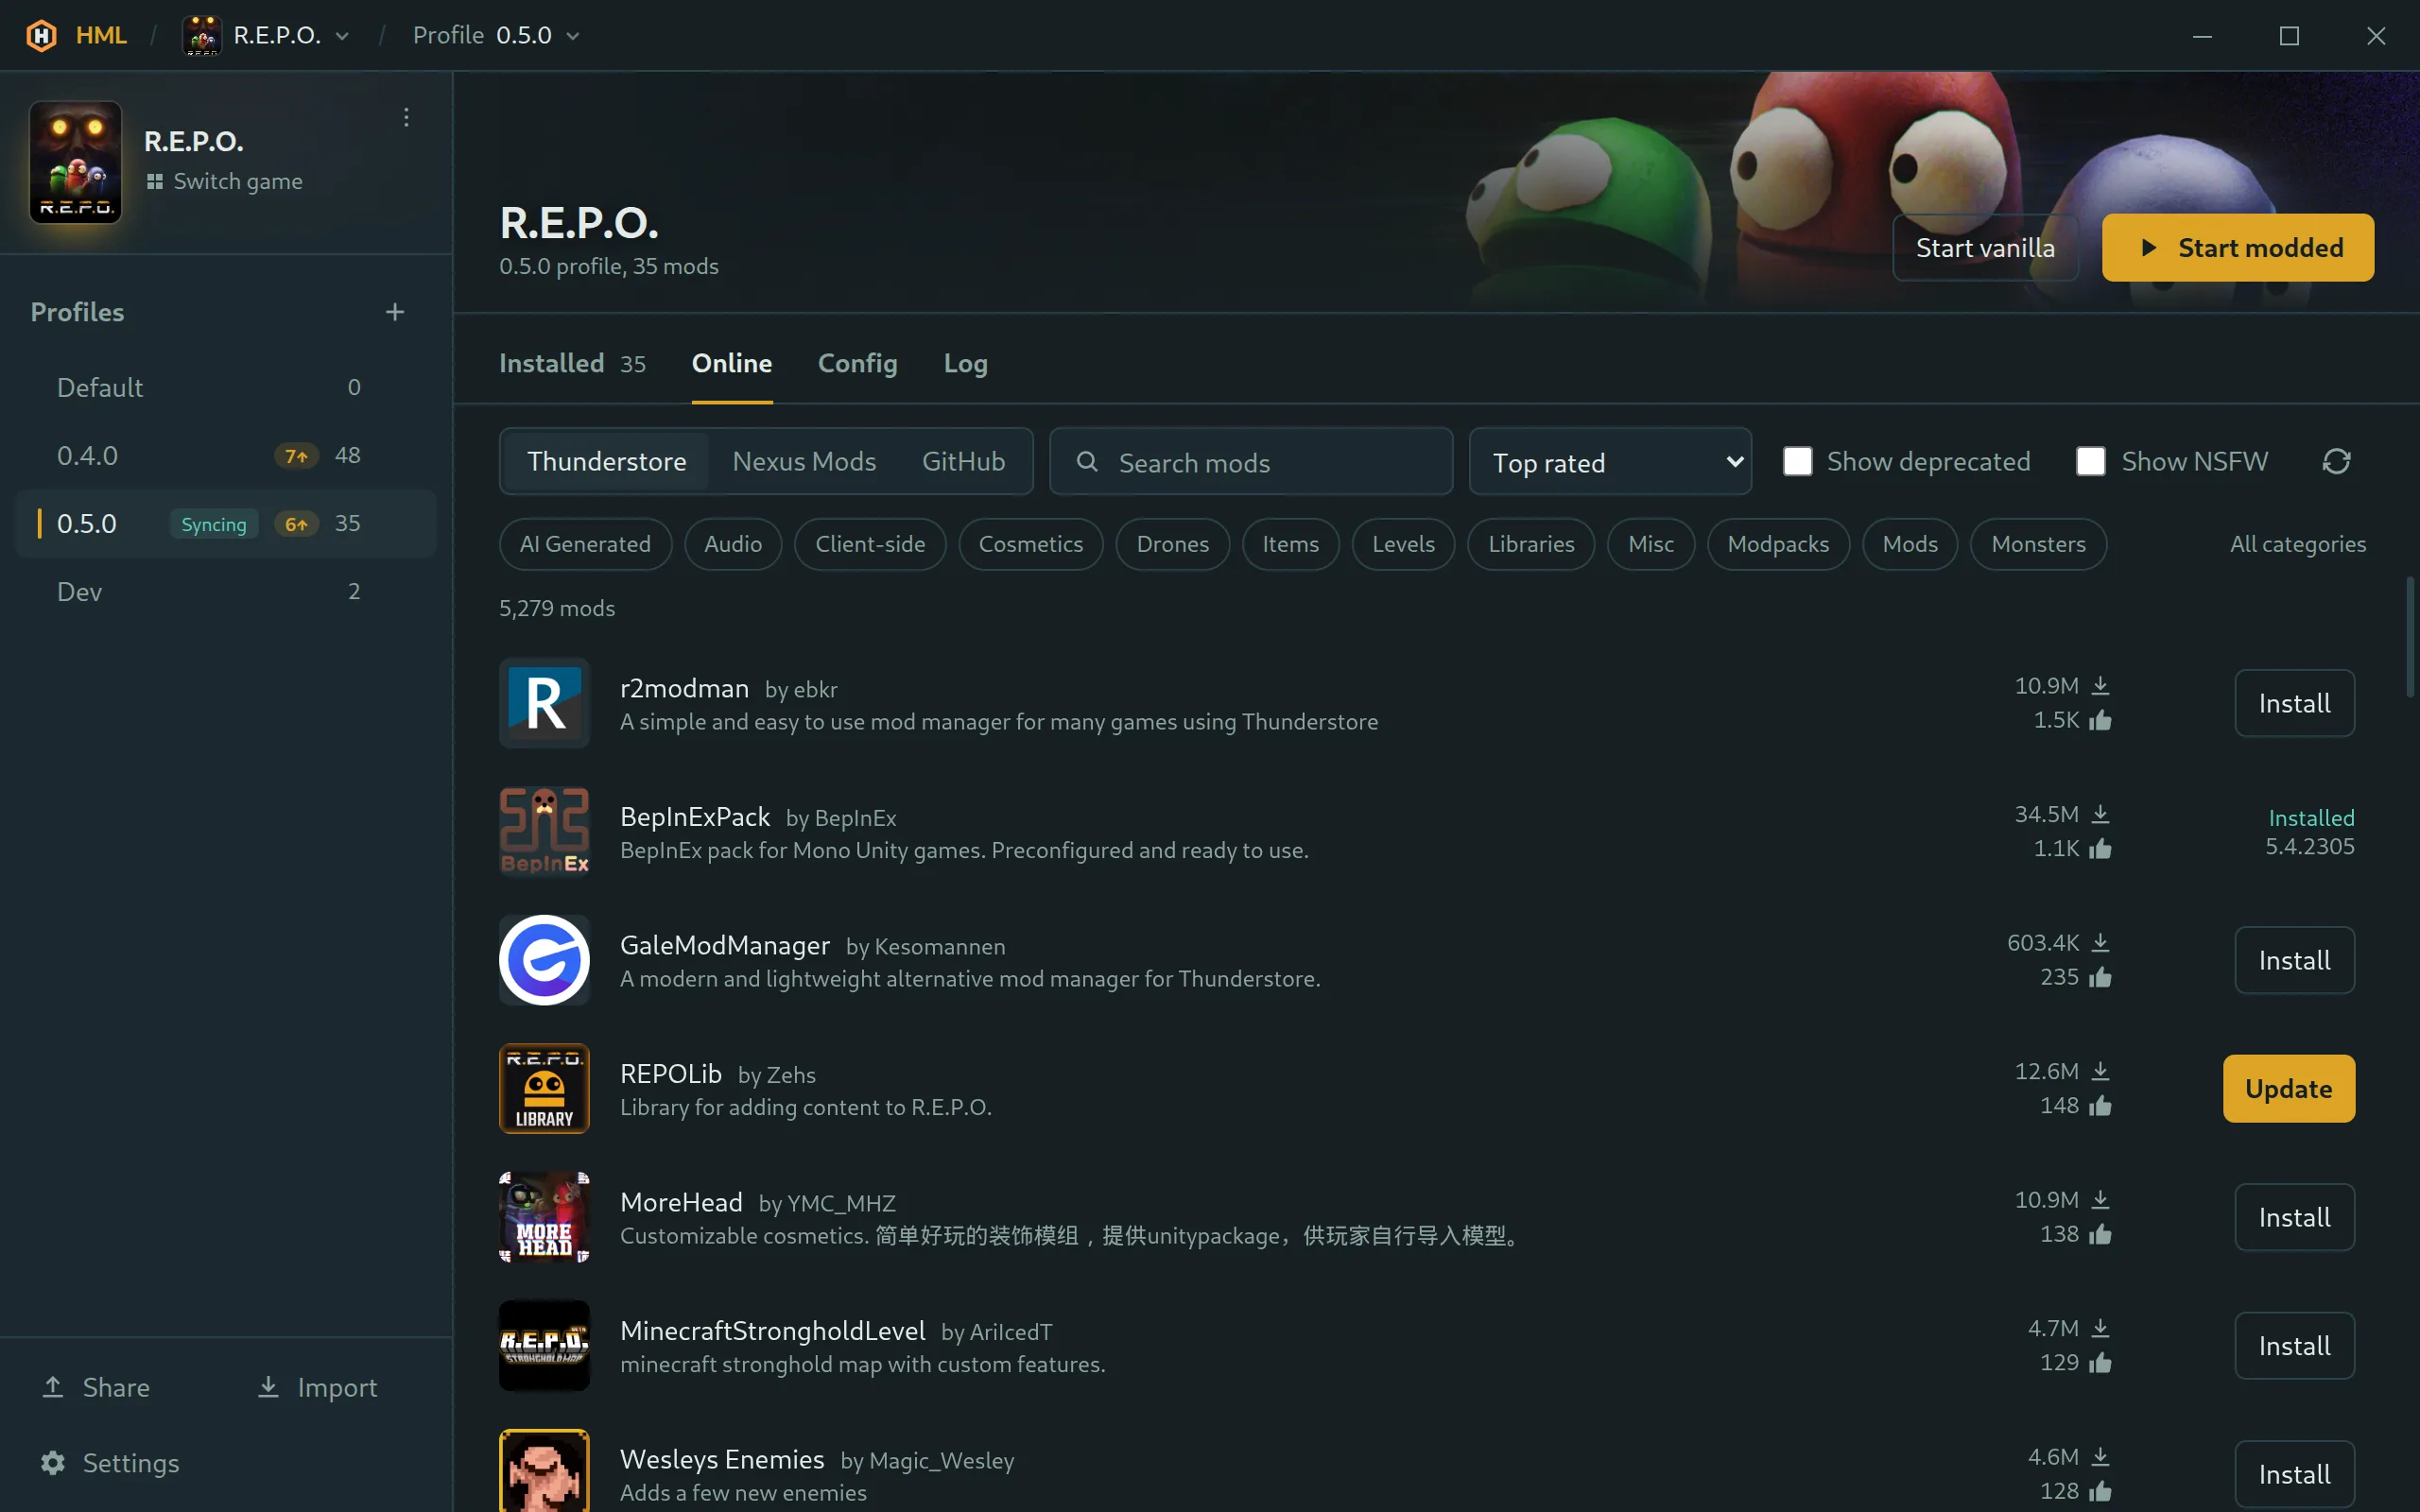 HML / R.E.P.O. / Profile 0.5.0
R.E.P.O.
R.E.P.O.
Switch game
Profiles
Default 0
0.4.0 7↑ 48
0.5.0 Syncing 6↑ 35
Dev 2
Share Import
Settings
R.E.P.O.
0.5.0 profile, 35 mods
Start vanilla
Start modded
Installed 35 Online Config Log
Thunderstore Nexus Mods GitHub Search mods Top rated Show deprecated Show NSFW
AI Generated Audio Client-side Cosmetics Drones Items Levels Libraries Misc Modpacks Mods Monsters All categories
5,279 mods
R
r2modman by ebkr
A simple and easy to use mod manager for many games using Thunderstore
10.9M
1.5K
Install
BepInEx
BepInExPack by BepInEx
BepInEx pack for Mono Unity games. Preconfigured and ready to use.
34.5M
1.1K
Installed
5.4.2305
GaleModManager by Kesomannen
A modern and lightweight alternative mod manager for Thunderstore.
603.4K
235
Install
R.E.P.O.
LIBRARY
REPOLib by Zehs
Library for adding content to R.E.P.O.
12.6M
148
Update
MORE
HEAD
MoreHead by YMC_MHZ
Customizable cosmetics. 简单好玩的装饰模组，提供unitypackage，供玩家自行导入模型。
10.9M
138
Install
R.E.P.O.
MinecraftStrongholdLevel by AriIcedT
minecraft stronghold map with custom features.
4.7M
129
Install
Wesleys Enemies by Magic_Wesley
Adds a few new enemies
4.6M
128
Install